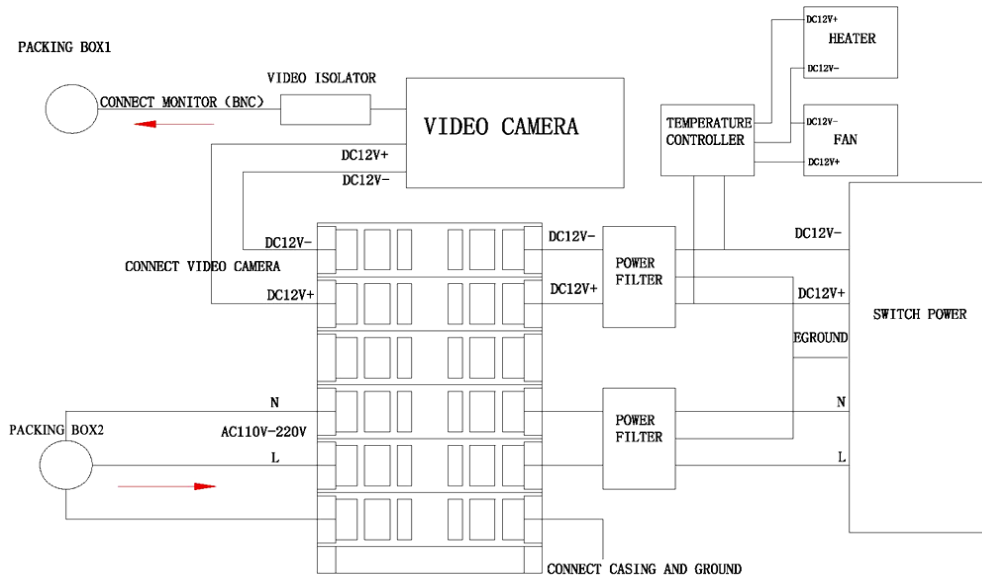 DC12V+
HEATER
DC12V-
PACKING BOX1
VIDEO ISOLATOR
CONNECT MONITOR (BNC)
VIDEO CAMERA
TEMPERATURE
CONTROLLER
DC12V-
FAN
DC12V+
DC12V+
DC12V-
DC12V-
DC12V-
DC12V-
CONNECT VIDEO CAMERA
POWER
FILTER
DC12V+
DC12V+
DC12V+
SWITCH POWER
EGROUND
N
N
PACKING BOX2
AC110V-220V
POWER
FILTER
L
L
CONNECT CASING AND GROUND